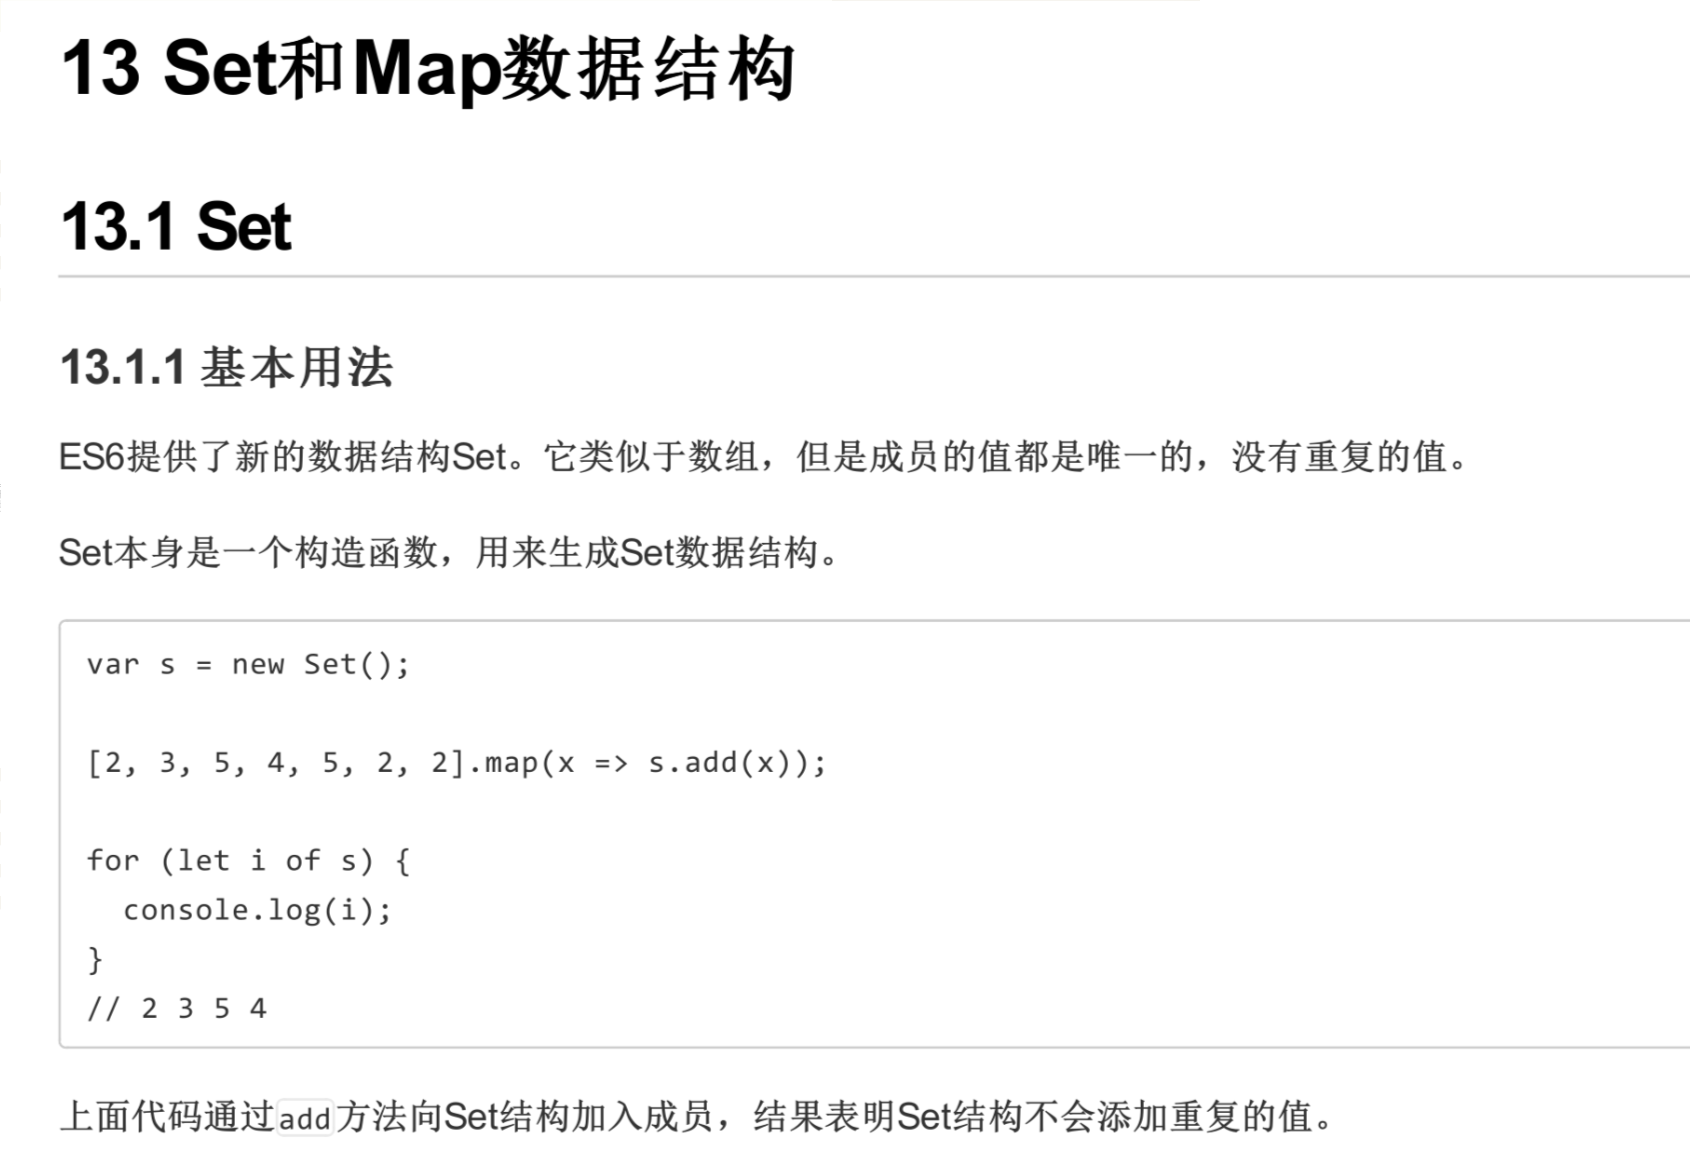 13 Set和Map数据结构
13.1 Set
13.1.1 基本用法
ES6提供了新的数据结构Set。它类似于数组，但是成员的值都是唯一的，没有重复的值。
Set本身是一个构造函数，用来生成Set数据结构。
var s = new Set();
[2, 3, 5, 4, 5, 2, 2].map(x => s.add(x));
for (let i of s) {
  console.log(i);
}
// 2 3 5 4
上面代码通过add方法向Set结构加入成员，结果表明Set结构不会添加重复的值。